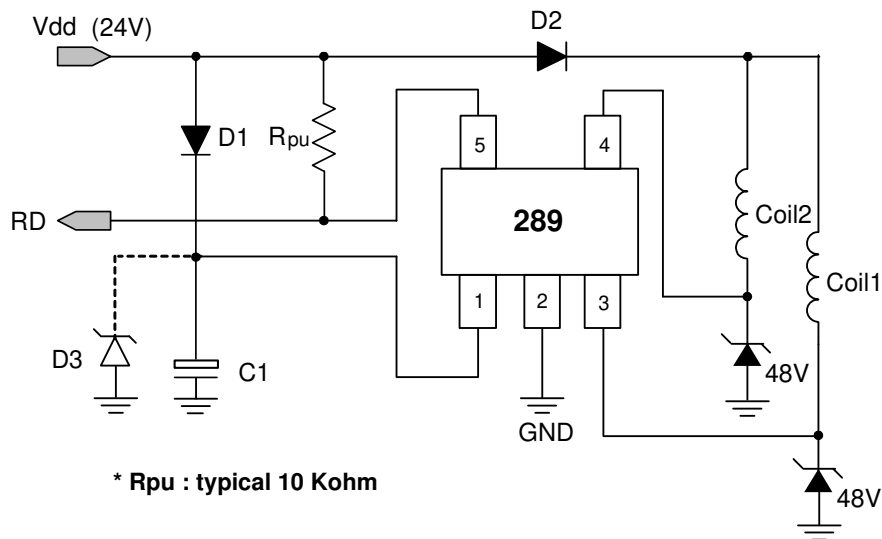 Vdd (24V)
D2
D1
Rpu
5
4
RD
289
Coil2
Coil1
1
2
3
D3
C1
48V
GND
* Rpu : typical 10 Kohm
48V